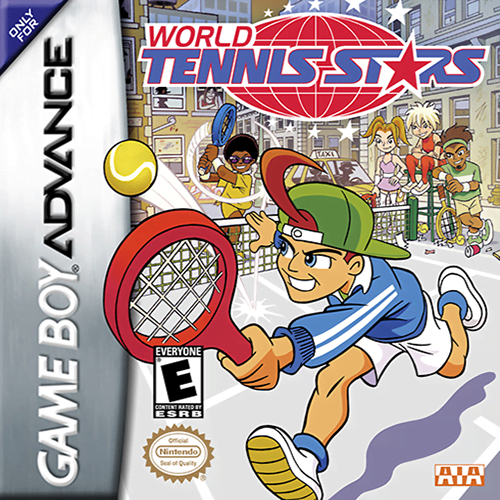 ONLY
FOR
GAME BOY ADVANCE
WORLD
TENNIS STARS
TAXI
EVERYONE
E
CONTENT RATED BY
ESRB
Official
Nintendo
Seal of Quality
AIA